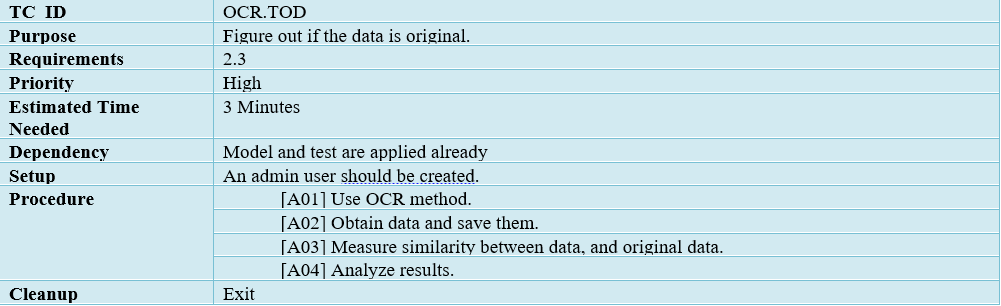 TC_ID OCR.TOD
Purpose Figure out if the data is original.
Requirements 2.3
Priority High
Estimated Time 3 Minutes
Needed
Dependency Model and test are applied already
Setup An admin user should be created.
Procedure [A01] Use OCR method.
[A02] Obtain data and save them.
[A03] Measure similarity between data, and original data.
[A04] Analyze results.
Cleanup Exit